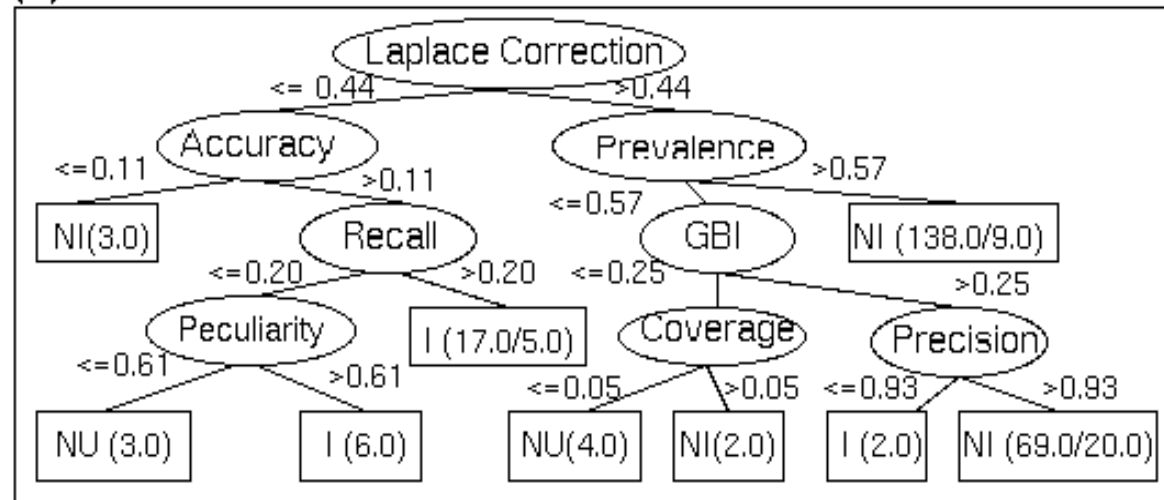 Laplace Correction
<= 0.44 >0.44
Accuracy Prevalence
<=0.11 >0.11 <=0.57 >0.57
NI(3.0) Recall GBI NI (138.0/9.0)
<=0.20 >0.20 <=0.25 >0.25
Peculiarity I (17.0/5.0) Coverage Precision
<=0.61 >0.61 <=0.05 >0.05 <=0.93 >0.93
NU (3.0) I (6.0) NU(4.0) NI(2.0) I (2.0) NI (69.0/20.0)